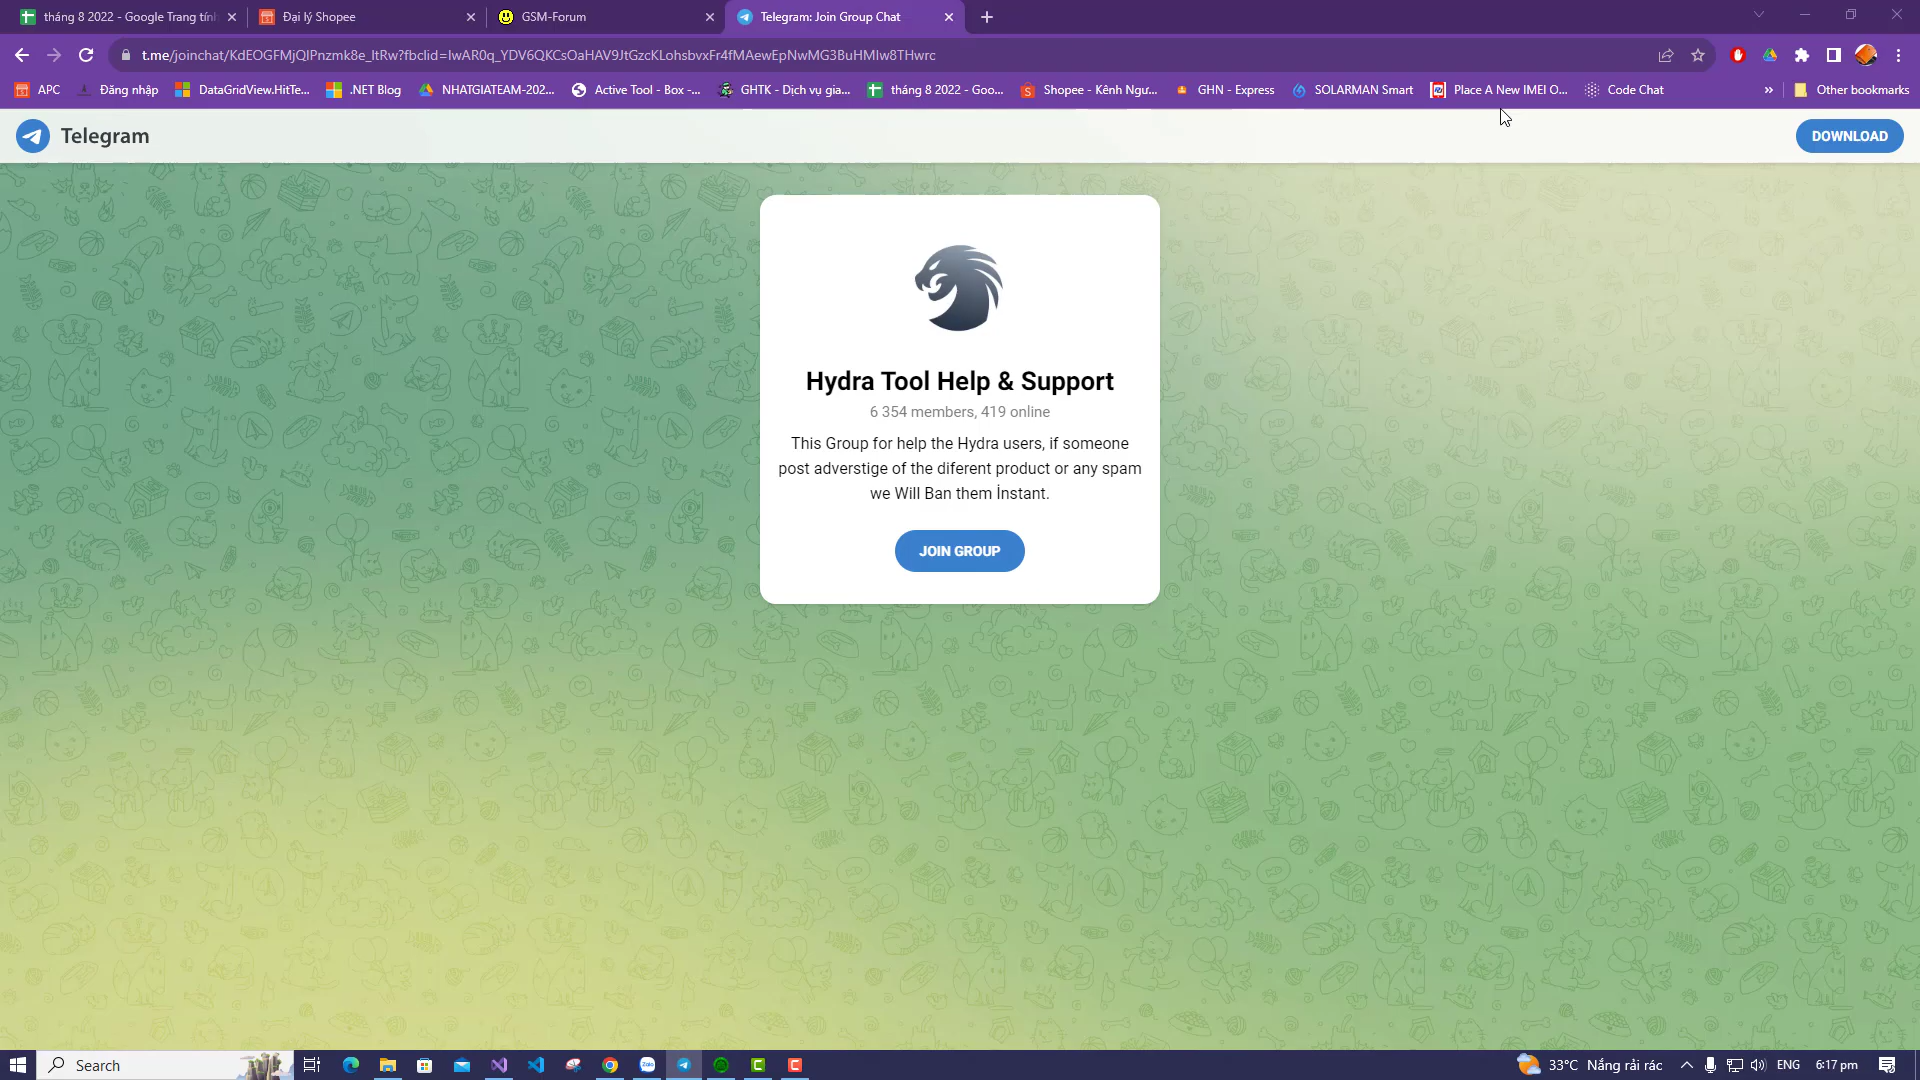 tháng 8 2022 - Google Trang tính
Đại lý Shopee
GSM-Forum
Telegram: Join Group Chat
t.me/joinchat/KdEOGFMjQlPnzmk8e_ItRw?fbclid=IwAR0q_YDV6QKCsOaHAV9JtGzcKLohsbvxFr4fMAewEpNwMG3BuHMIw8THwrc
APC
Đăng nhập
DataGridView.HitTe...
.NET Blog
NHATGIATEAM-202...
Active Tool - Box -...
GHTK - Dịch vụ gia...
tháng 8 2022 - Goo...
Shopee - Kênh Ngư...
GHN - Express
SOLARMAN Smart
Place A New IMEI O...
Code Chat
»
Other bookmarks
Telegram
DOWNLOAD
Hydra Tool Help & Support
6 354 members, 419 online
This Group for help the Hydra users, if someone
post adverstige of the diferent product or any spam
we Will Ban them İnstant.
JOIN GROUP
Search
Zalo
33°C Nắng rải rác
ENG
6:17 pm